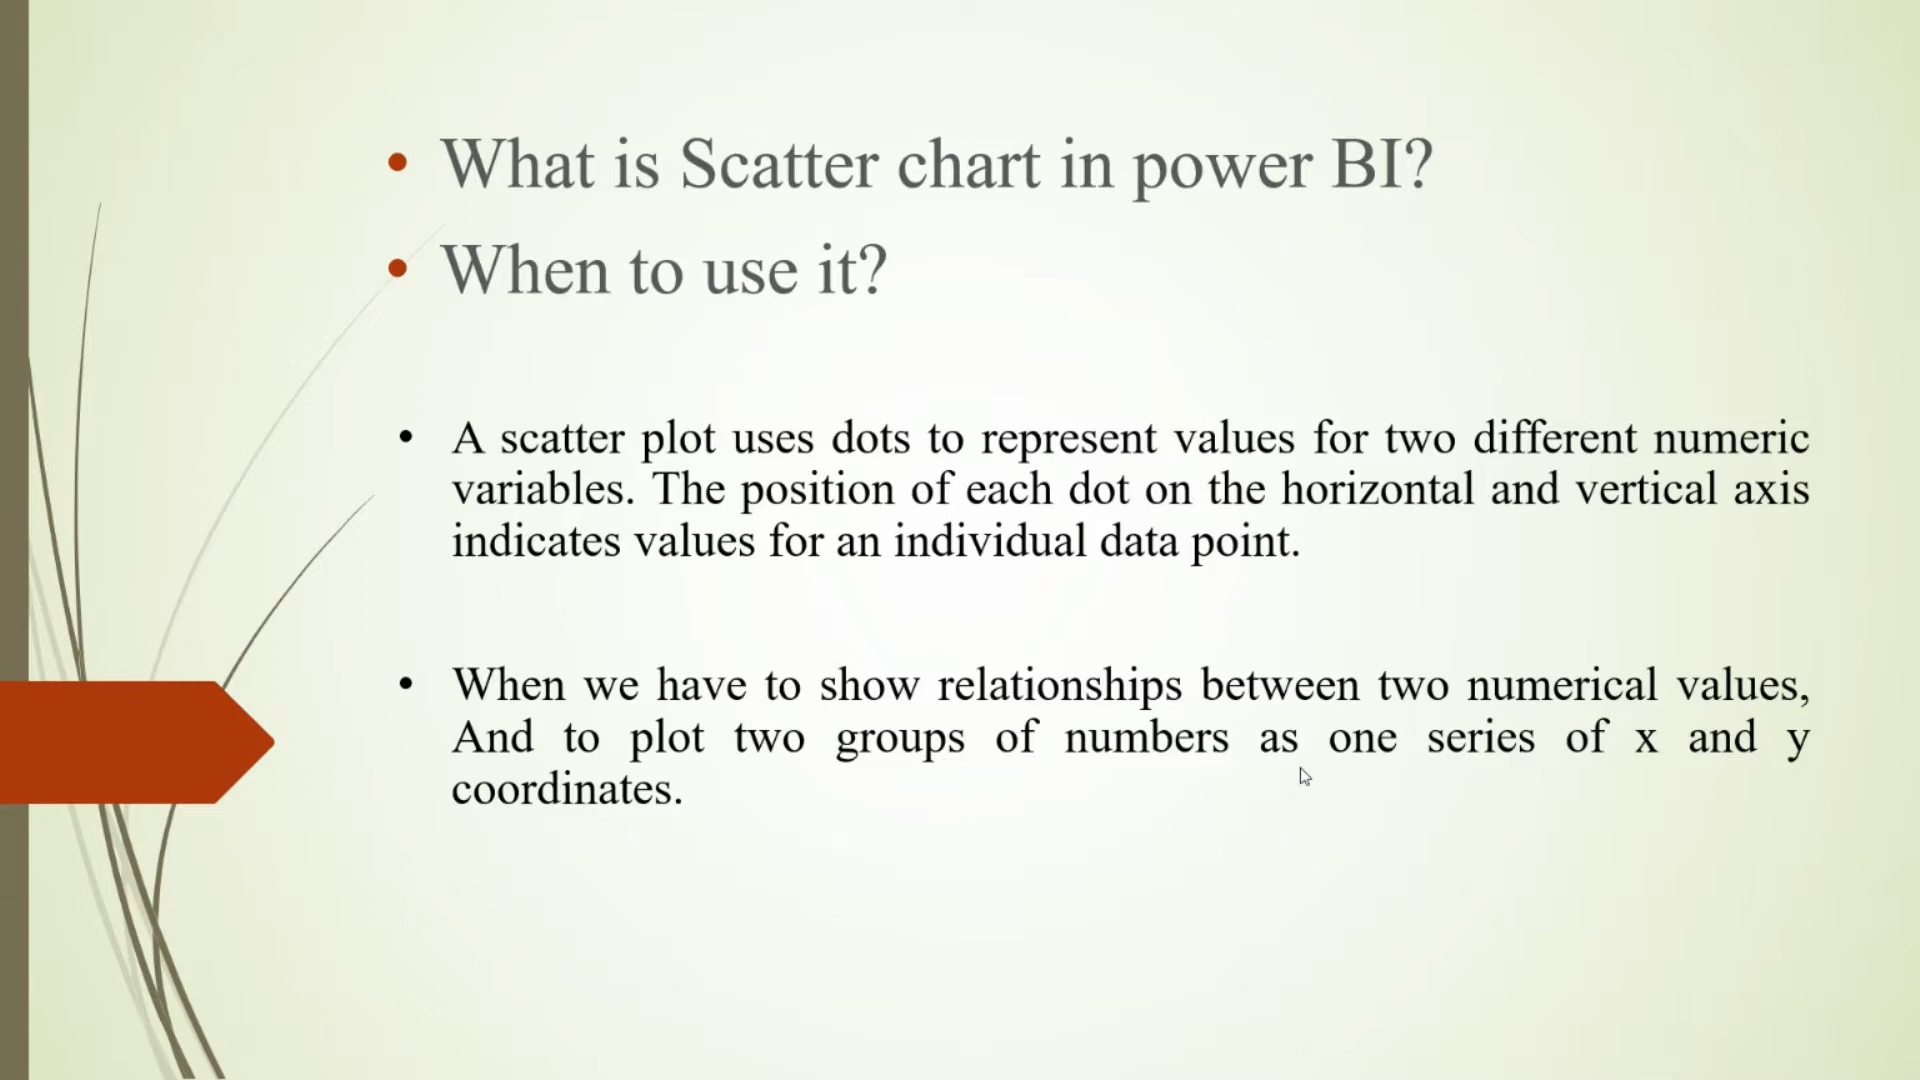 • What is Scatter chart in power BI?
• When to use it?
• A scatter plot uses dots to represent values for two different numeric
variables. The position of each dot on the horizontal and vertical axis
indicates values for an individual data point.
• When we have to show relationships between two numerical values,
And to plot two groups of numbers as one series of x and y
coordinates.